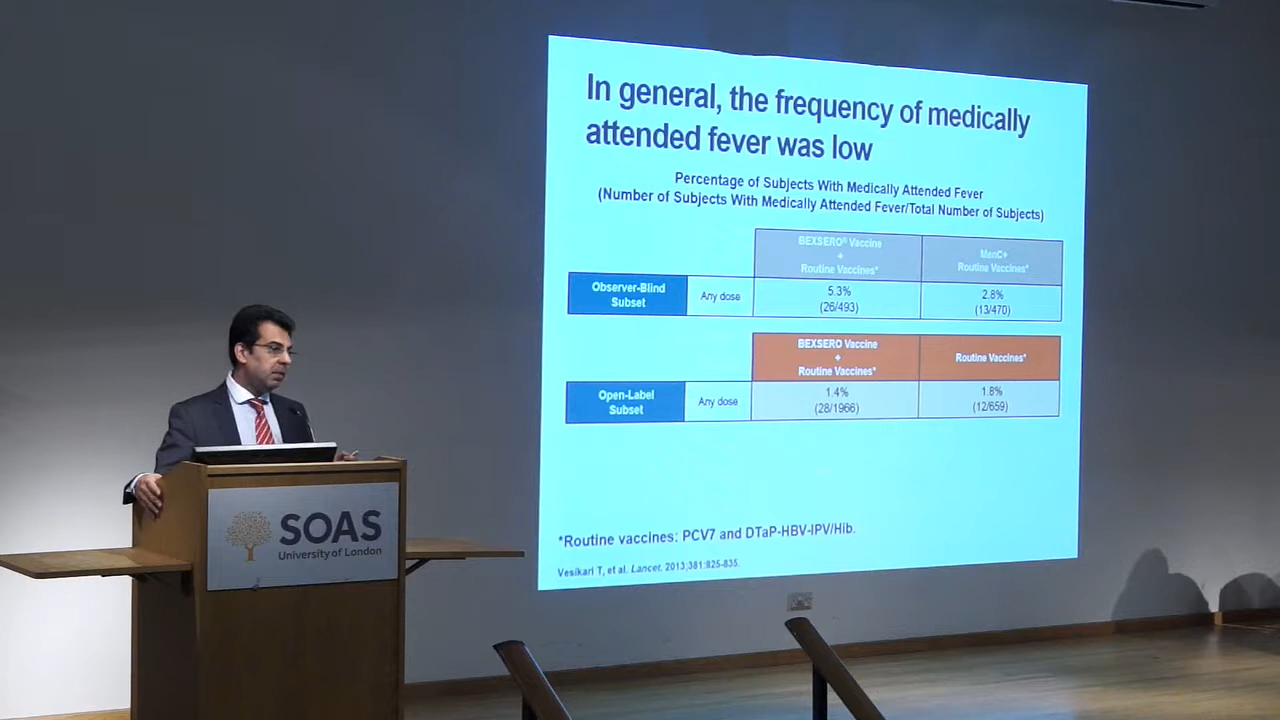 In general, the frequency of medically
attended fever was low
Percentage of Subjects With Medically Attended Fever
(Number of Subjects With Medically Attended Fever/Total Number of Subjects)
BEXSERO® Vaccine
+
Routine Vaccines*
MenC+
Routine Vaccines*
Observer-Blind
Subset
Any dose
5.3%
(26/493)
2.8%
(13/470)
BEXSERO Vaccine
+
Routine Vaccines*
Routine Vaccines*
Open-Label
Subset
Any dose
1.4%
(28/1966)
1.8%
(12/659)
*Routine vaccines: PCV7 and DTaP-HBV-IPV/Hib.
Vesikari T, et al. Lancet. 2013;381:825-835.
SOAS
University of London